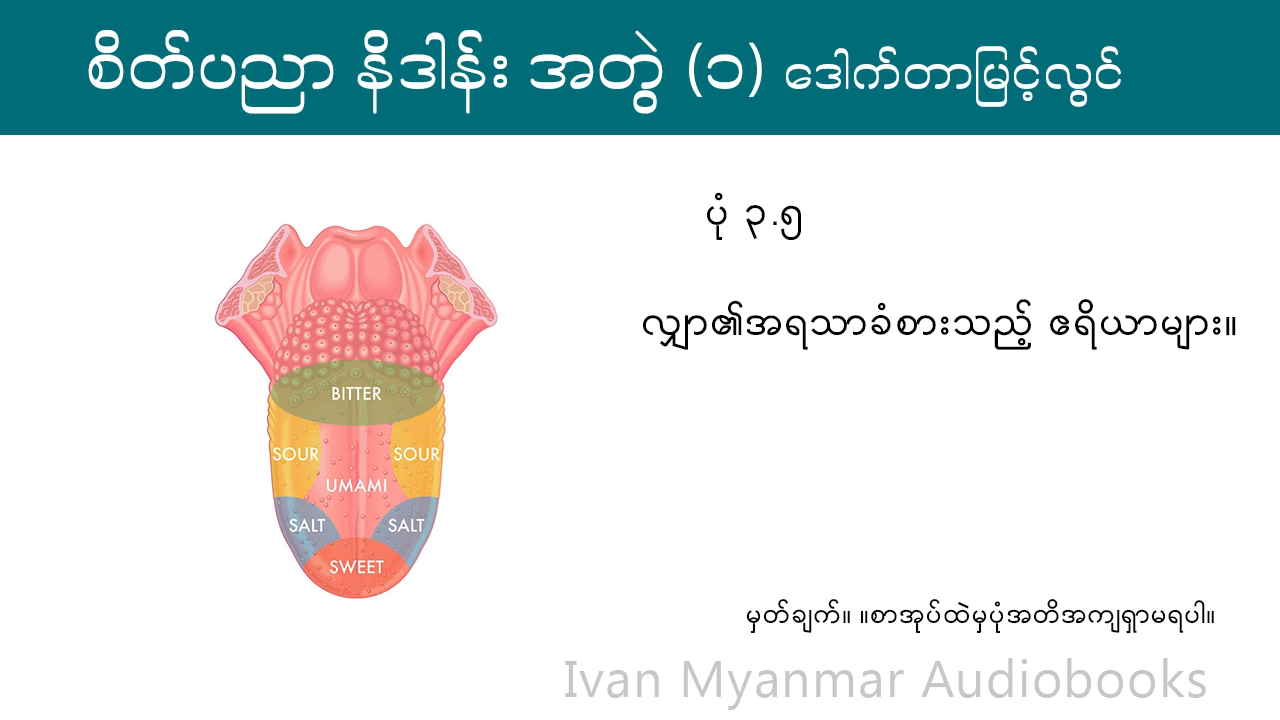 စိတ်ပညာ နိဒါန်း အတွဲ (၁) ဒေါက်တာမြင့်လွင်
ပုံ ၃.၅
လျှာ၏အရသာခံစားသည့် ဧရိယာများ။
BITTER
SOUR SOUR
UMAMI
SALT SALT
SWEET
မှတ်ချက်။ ။စာအုပ်ထဲမှပုံအတိအကျရှာမရပါ။
Ivan Myanmar Audiobooks